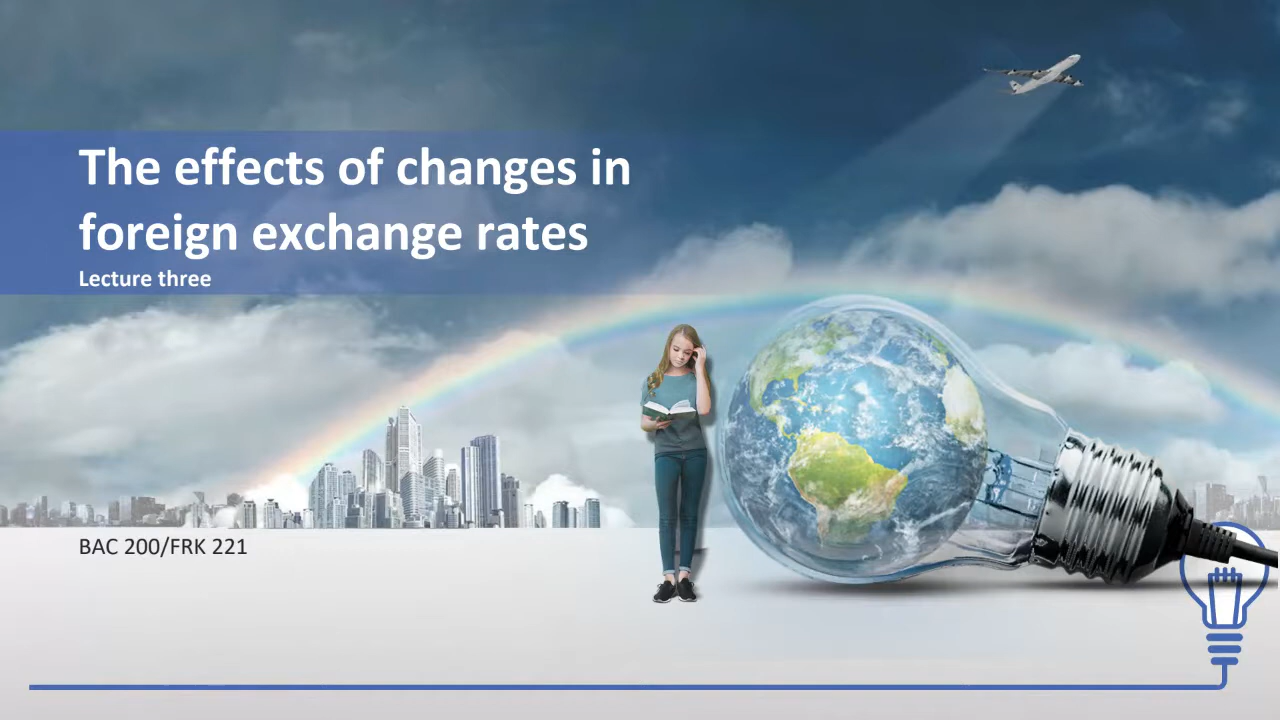 The effects of changes in
foreign exchange rates
Lecture three
BAC 200/FRK 221